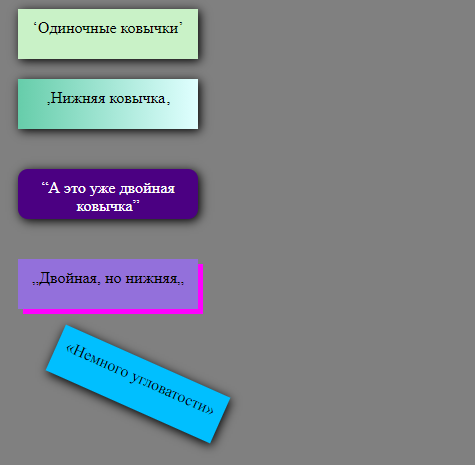 ‘Одиночные ковычки’
‚Нижняя ковычка‚
“А это уже двойная
ковычка”
„Двойная, но нижняя„
«Немного угловатости»